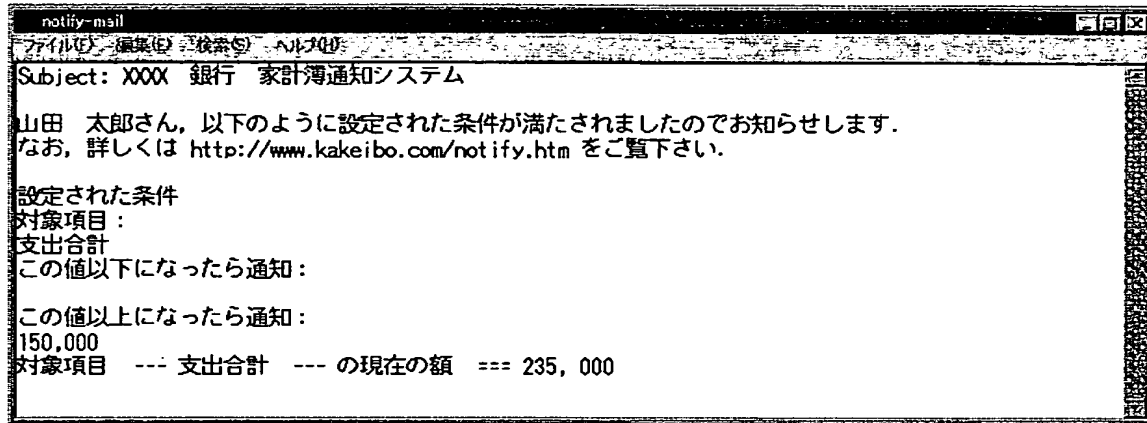 notify-mail
ファイル(F) 編集(E) 検索(S) ヘルプ(H)
Subject: XXXX 銀行 家計簿通知システム
山田 太郎さん，以下のように設定された条件が満たされましたのでお知らせします．
なお，詳しくは http://www.kakeibo.com/notify.htm をご覧下さい．
設定された条件
対象項目：
支出合計
この値以下になったら通知：
この値以上になったら通知：
150,000
対象項目 --- 支出合計 --- の現在の額 === 235, 000